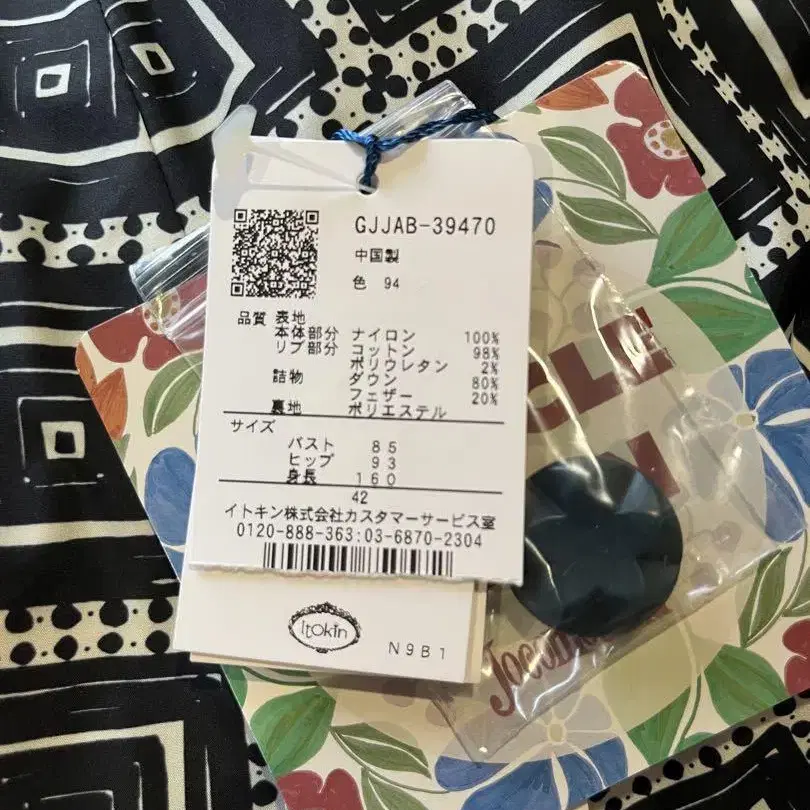 GJJAB-39470
中国製
色 94
品質 表地
本体部分 ナイロン 100%
リブ部分 コットン 98%
ポリウレタン 2%
詰物 ダウン 80%
フェザー 20%
裏地 ポリエステル
サイズ
バスト 85
ヒップ 93
身長 160
42
イトキン株式会社カスタマーサービス室
0120-888-363:03-6870-2304
Itokin
N9B1
CLE